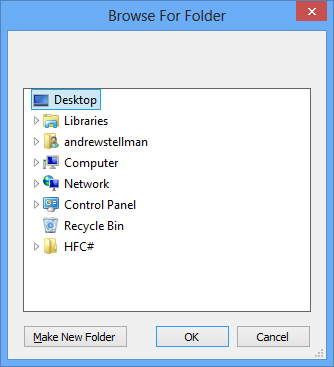 Browse For Folder
Desktop
Libraries
andrewstellman
Computer
Network
Control Panel
Recycle Bin
HFC#
Make New Folder
OK
Cancel